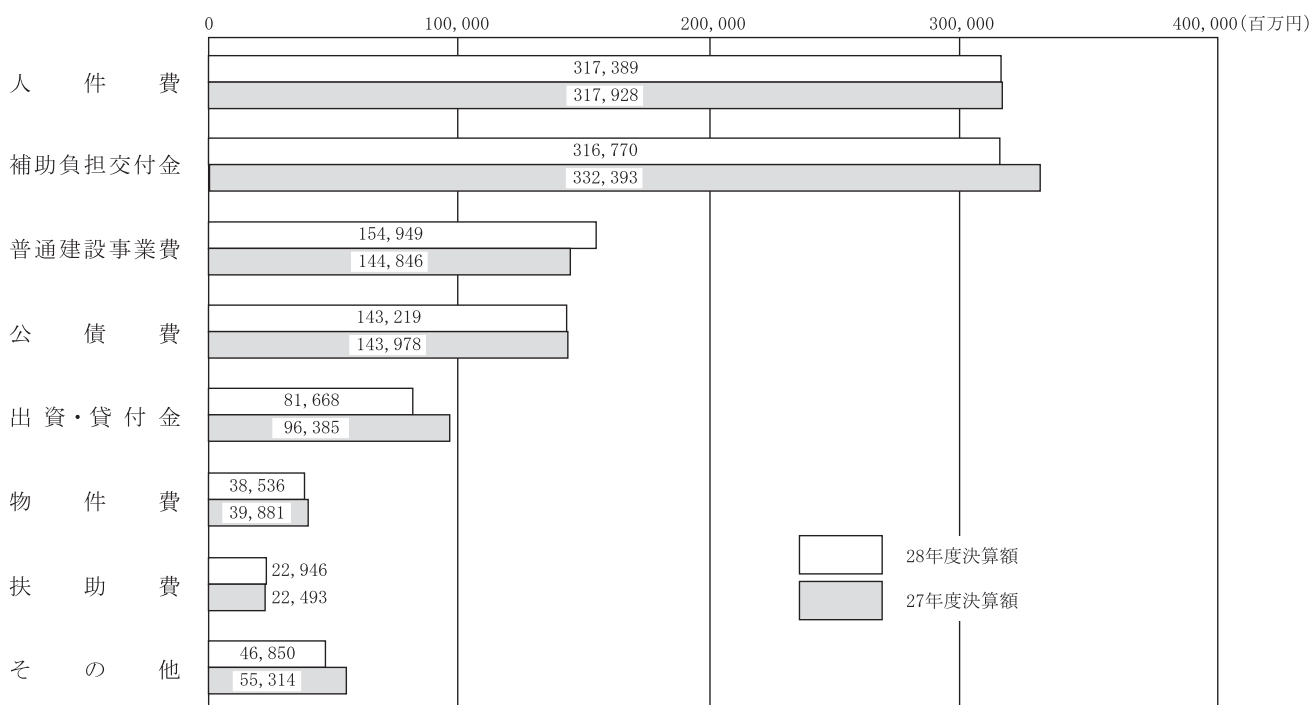 0 100,000 200,000 300,000 400,000(百万円)
人件費
317,389
317,928
補助負担交付金
316,770
332,393
普通建設事業費
154,949
144,846
公債費
143,219
143,978
出資・貸付金
81,668
96,385
物件費
38,536
39,881
扶助費
22,946
22,493
その他
46,850
55,314
28年度決算額
27年度決算額